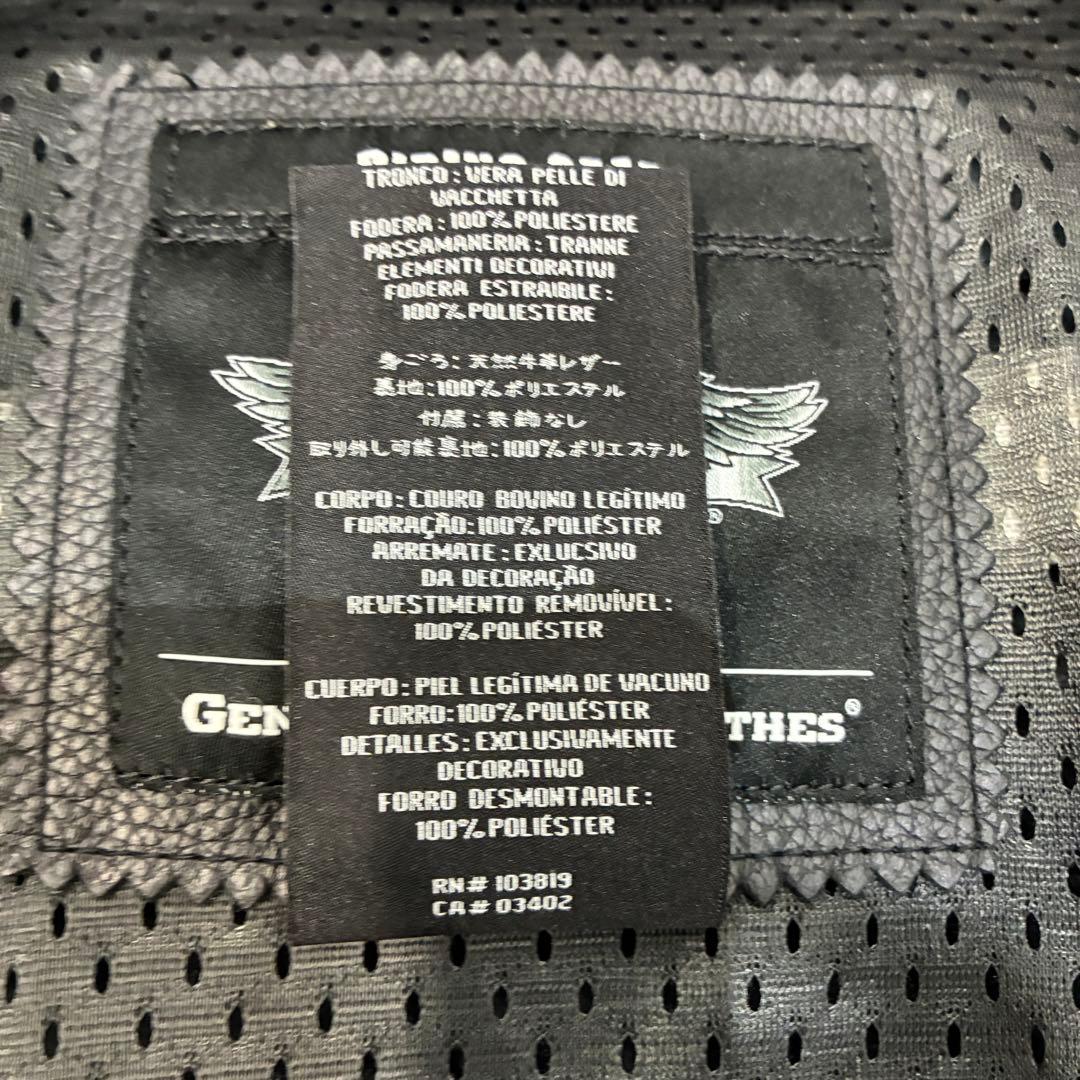 TRONCO: VERA PELLE DI
VACCHETTA
FODERA: 100% POLIESTERE
PASSAMANERIA: TRANNE
ELEMENTI DECORATIVI
FODERA ESTRAIBILE:
100% POLIESTERE
身ごろ: 天然牛革レザー
裏地: 100% ポリエステル
付属: 装飾なし
取り外し可能裏地: 100% ポリエステル
CORPO: COURO BOVINO LEGÍTIMO
FORRAÇÃO: 100% POLIÉSTER
ARREMATE: EXLUCSIVO
DA DECORAÇÃO
REVESTIMENTO REMOVÍVEL:
100% POLIÉSTER
CUERPO: PIEL LEGÍTIMA DE VACUNO
FORRO: 100% POLIÉSTER
DETALLES: EXCLUSIVAMENTE
DECORATIVO
FORRO DESMONTABLE:
100% POLIÉSTER
RN# 103819
CA# 03402
®
GEN THES®